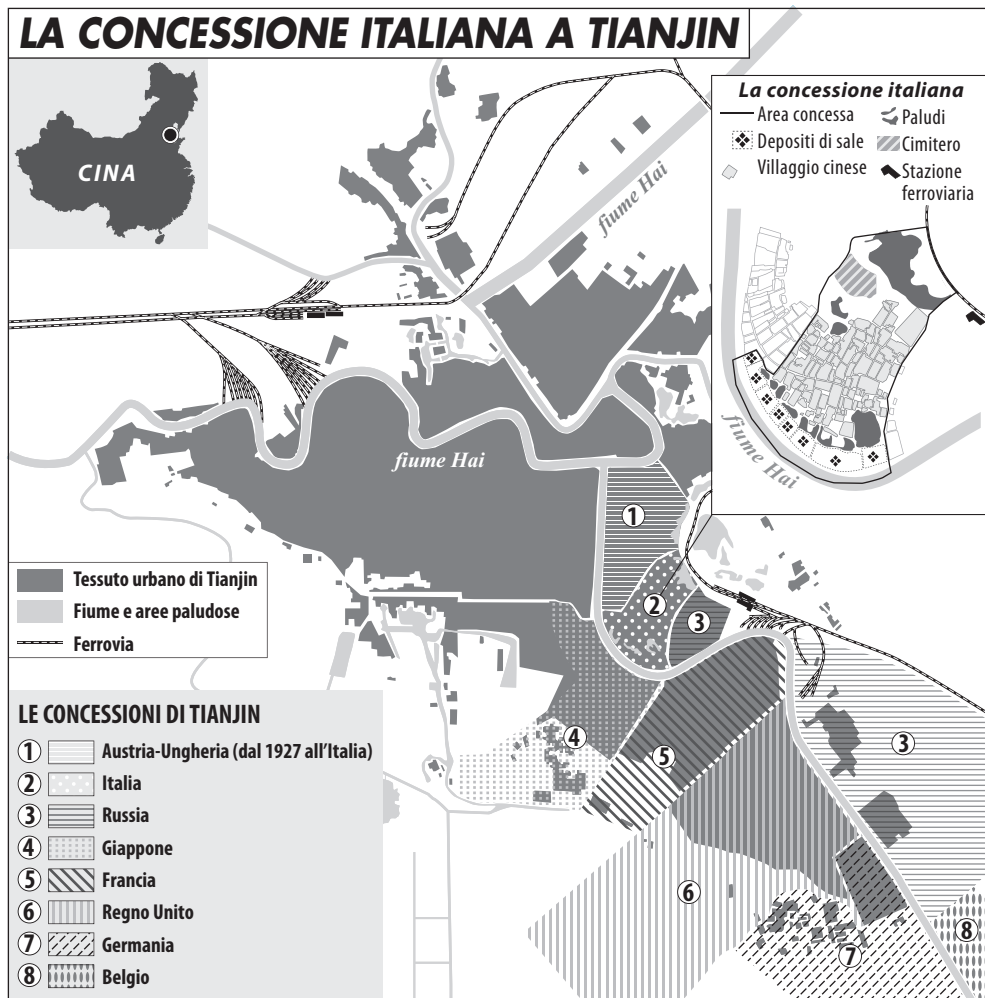 LA CONCESSIONE ITALIANA A TIANJIN
CINA
La concessione italiana
Area concessa
Paludi
Depositi di sale
Cimitero
Villaggio cinese
Stazione
ferroviaria
fiume Hai
fiume Hai
fiume Hai
1
2
3
4
5
3
6
7
8
Tessuto urbano di Tianjin
Fiume e aree paludose
Ferrovia
LE CONCESSIONI DI TIANJIN
1 Austria-Ungheria (dal 1927 all'Italia)
2 Italia
3 Russia
4 Giappone
5 Francia
6 Regno Unito
7 Germania
8 Belgio